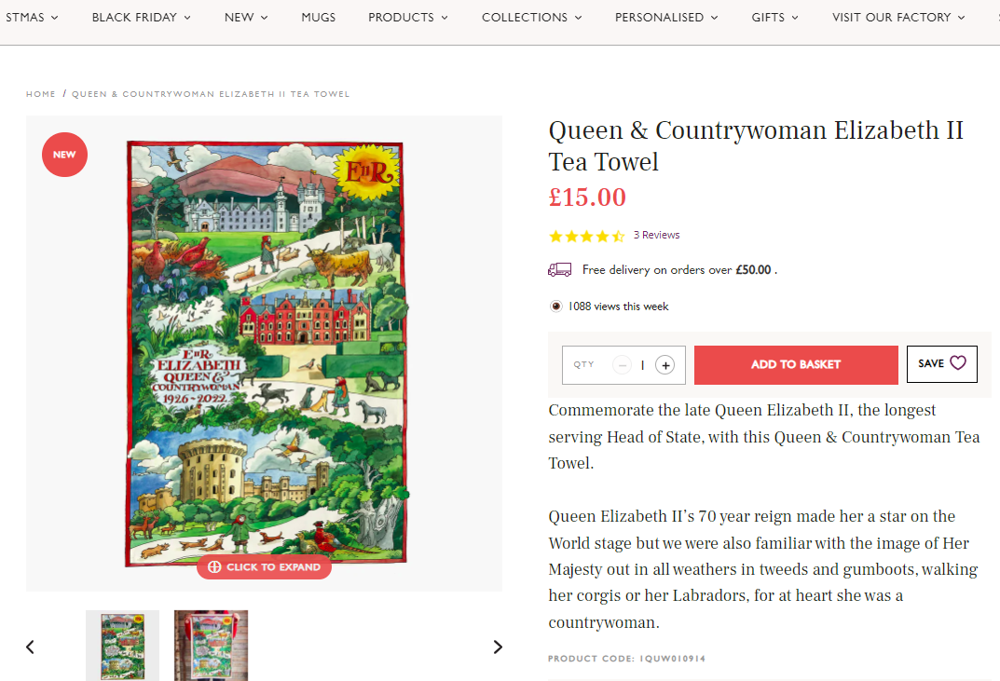 STMAS
BLACK FRIDAY
NEW
MUGS
PRODUCTS
COLLECTIONS
PERSONALISED
GIFTS
VISIT OUR FACTORY
HOME / QUEEN & COUNTRYWOMAN ELIZABETH II TEA TOWEL
NEW
EIIR
EIIR
ELIZABETH
QUEEN &
COUNTRYWOMAN
1926-2022.
CLICK TO EXPAND
Queen & Countrywoman Elizabeth II
Tea Towel
£15.00
3 Reviews
Free delivery on orders over £50.00 .
1088 views this week
QTY
1
ADD TO BASKET
SAVE
Commemorate the late Queen Elizabeth II, the longest
serving Head of State, with this Queen & Countrywoman Tea
Towel.
Queen Elizabeth II's 70 year reign made her a star on the
World stage but we were also familiar with the image of Her
Majesty out in all weathers in tweeds and gumboots, walking
her corgis or her Labradors, for at heart she was a
countrywoman.
PRODUCT CODE: 1QUW010914